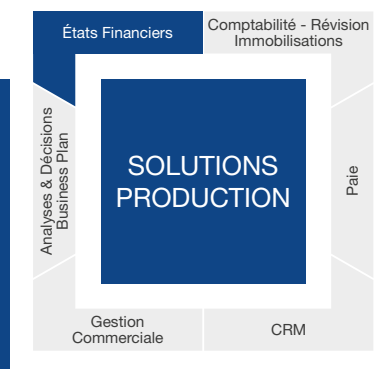 États Financiers
Comptabilité - Révision
Immobilisations
Analyses & Décisions
Business Plan
SOLUTIONS
PRODUCTION
Paie
Gestion
Commerciale
CRM